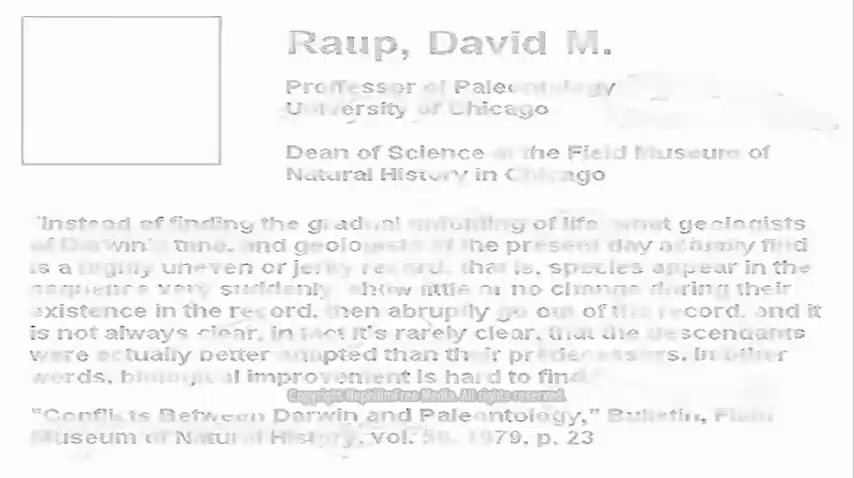 Raup, David M.
Proffessor of Paleontology
University of Chicago
Dean of Science at the Field Museum of
Natural History in Chicago
"Instead of finding the gradual unfolding of life, what geologists
of Darwin's time, and geologists of the present day actually find
is a highly uneven or jerky record, that is, species appear in the
sequence very suddenly, show little or no change during their
existence in the record, then abruptly go out of the record, and it
is not always clear, in fact it's rarely clear, that the descendants
were actually better adapted than their predecessors. In other
words, biological improvement is hard to find."
Copyright NephilimFree Media. All rights reserved.
"Conflicts Between Darwin and Paleontology," Bulletin, Field
Museum of Natural History, vol. 50, 1979, p. 23